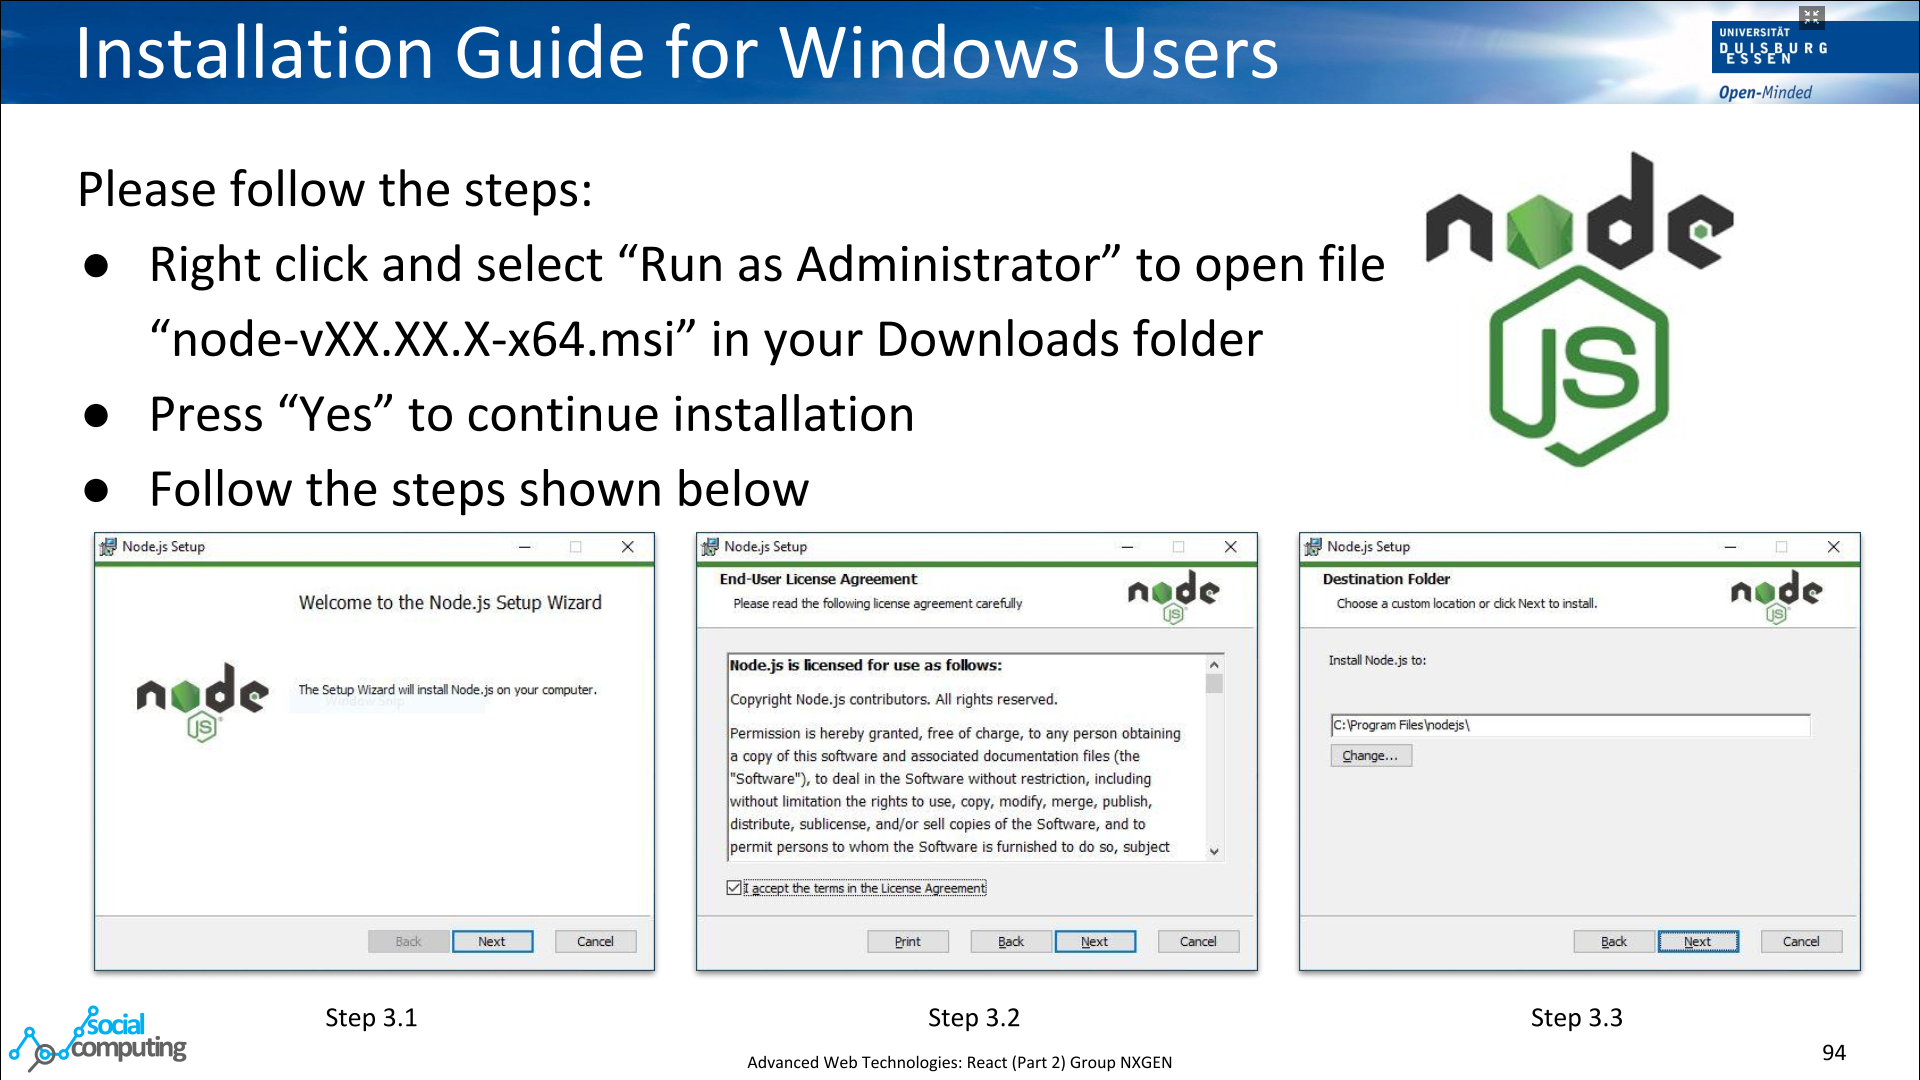 Installation Guide for Windows Users
UNIVERSITÄT
DUISBURG
ESSEN
Open-Minded
Please follow the steps:
● Right click and select “Run as Administrator” to open file
“node-vXX.XX.X-x64.msi” in your Downloads folder
● Press “Yes” to continue installation
● Follow the steps shown below
node
JS
Node.js Setup
Welcome to the Node.js Setup Wizard
node
JS
The Setup Wizard will install Node.js on your computer.
Window Snip
Back Next Cancel
Step 3.1
Node.js Setup
End-User License Agreement
Please read the following license agreement carefully
node
JS
Node.js is licensed for use as follows:
Copyright Node.js contributors. All rights reserved.
Permission is hereby granted, free of charge, to any person obtaining
a copy of this software and associated documentation files (the
"Software"), to deal in the Software without restriction, including
without limitation the rights to use, copy, modify, merge, publish,
distribute, sublicense, and/or sell copies of the Software, and to
permit persons to whom the Software is furnished to do so, subject
I accept the terms in the License Agreement
Print Back Next Cancel
Step 3.2
Node.js Setup
Destination Folder
Choose a custom location or click Next to install.
node
JS
Install Node.js to:
C:\Program Files\nodejs\
Change...
Back Next Cancel
Step 3.3
social
computing
Advanced Web Technologies: React (Part 2) Group NXGEN
94